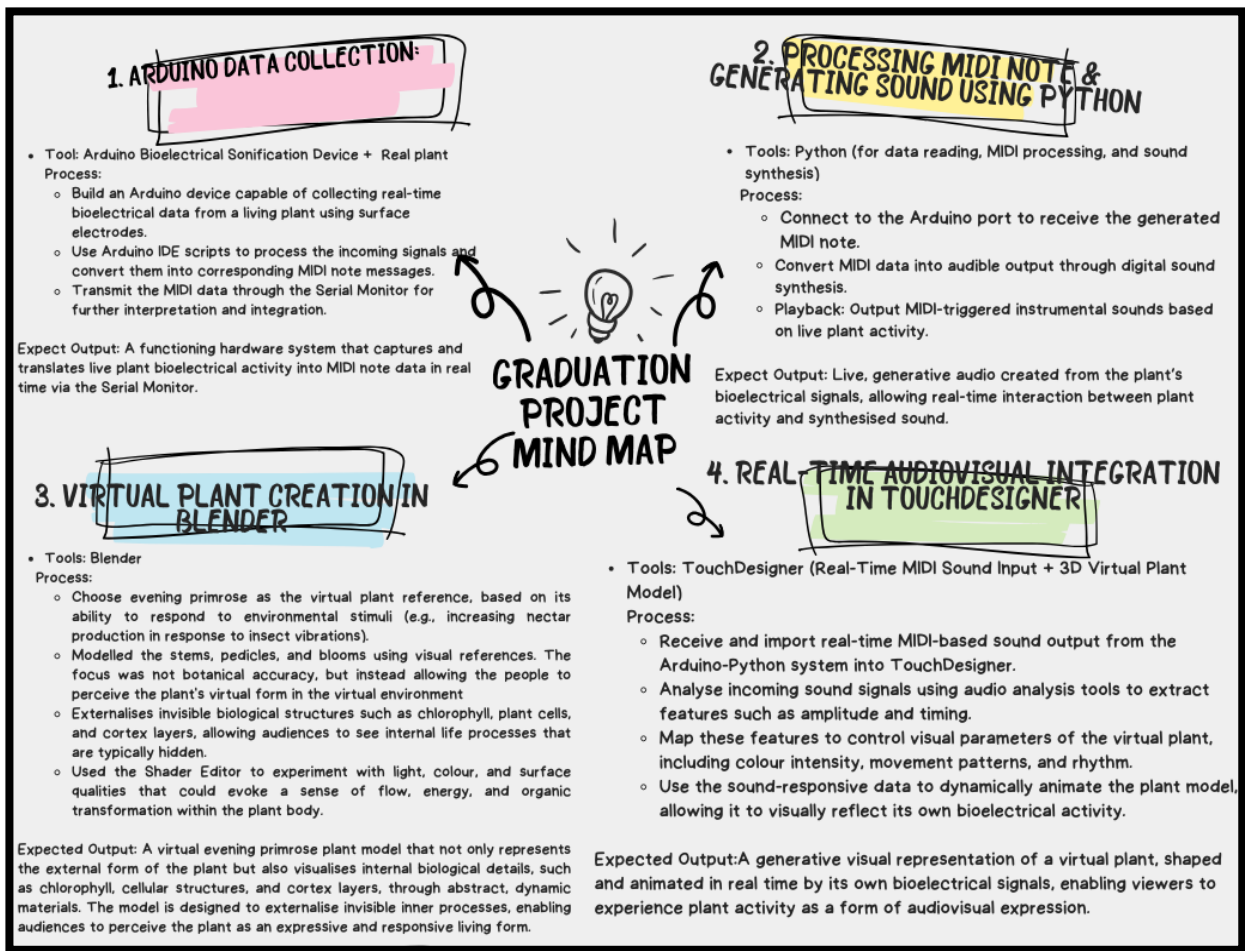 1. ARDUINO DATA COLLECTION:
• Tool: Arduino Bioelectrical Sonification Device + Real plant
Process:
◦ Build an Arduino device capable of collecting real-time
bioelectrical data from a living plant using surface
electrodes.
◦ Use Arduino IDE scripts to process the incoming signals and
convert them into corresponding MIDI note messages.
◦ Transmit the MIDI data through the Serial Monitor for
further interpretation and integration.
Expect Output: A functioning hardware system that captures and
translates live plant bioelectrical activity into MIDI note data in real
time via the Serial Monitor.
2. PROCESSING MIDI NOTE &
GENERATING SOUND USING PYTHON
• Tools: Python (for data reading, MIDI processing, and sound
synthesis)
Process:
◦ Connect to the Arduino port to receive the generated
MIDI note.
◦ Convert MIDI data into audible output through digital sound
synthesis.
◦ Playback: Output MIDI-triggered instrumental sounds based
on live plant activity.
Expect Output: Live, generative audio created from the plant's
bioelectrical signals, allowing real-time interaction between plant
activity and synthesised sound.
GRADUATION
PROJECT
MIND MAP
3. VIRTUAL PLANT CREATION IN
BLENDER
• Tools: Blender
Process:
◦ Choose evening primrose as the virtual plant reference, based on its
ability to respond to environmental stimuli (e.g., increasing nectar
production in response to insect vibrations).
◦ Modelled the stems, pedicles, and blooms using visual references. The
focus was not botanical accuracy, but instead allowing the people to
perceive the plant's virtual form in the virtual environment
◦ Externalises invisible biological structures such as chlorophyll, plant cells,
and cortex layers, allowing audiences to see internal life processes that
are typically hidden.
◦ Used the Shader Editor to experiment with light, colour, and surface
qualities that could evoke a sense of flow, energy, and organic
transformation within the plant body.
Expected Output: A virtual evening primrose plant model that not only represents
the external form of the plant but also visualises internal biological details, such
as chlorophyll, cellular structures, and cortex layers, through abstract, dynamic
materials. The model is designed to externalise invisible inner processes, enabling
audiences to perceive the plant as an expressive and responsive living form.
4. REAL-TIME AUDIOVISUAL INTEGRATION
IN TOUCHDESIGNER
• Tools: TouchDesigner (Real-Time MIDI Sound Input + 3D Virtual Plant
Model)
Process:
◦ Receive and import real-time MIDI-based sound output from the
Arduino-Python system into TouchDesigner.
◦ Analyse incoming sound signals using audio analysis tools to extract
features such as amplitude and timing.
◦ Map these features to control visual parameters of the virtual plant,
including colour intensity, movement patterns, and rhythm.
◦ Use the sound-responsive data to dynamically animate the plant model,
allowing it to visually reflect its own bioelectrical activity.
Expected Output:A generative visual representation of a virtual plant, shaped
and animated in real time by its own bioelectrical signals, enabling viewers to
experience plant activity as a form of audiovisual expression.